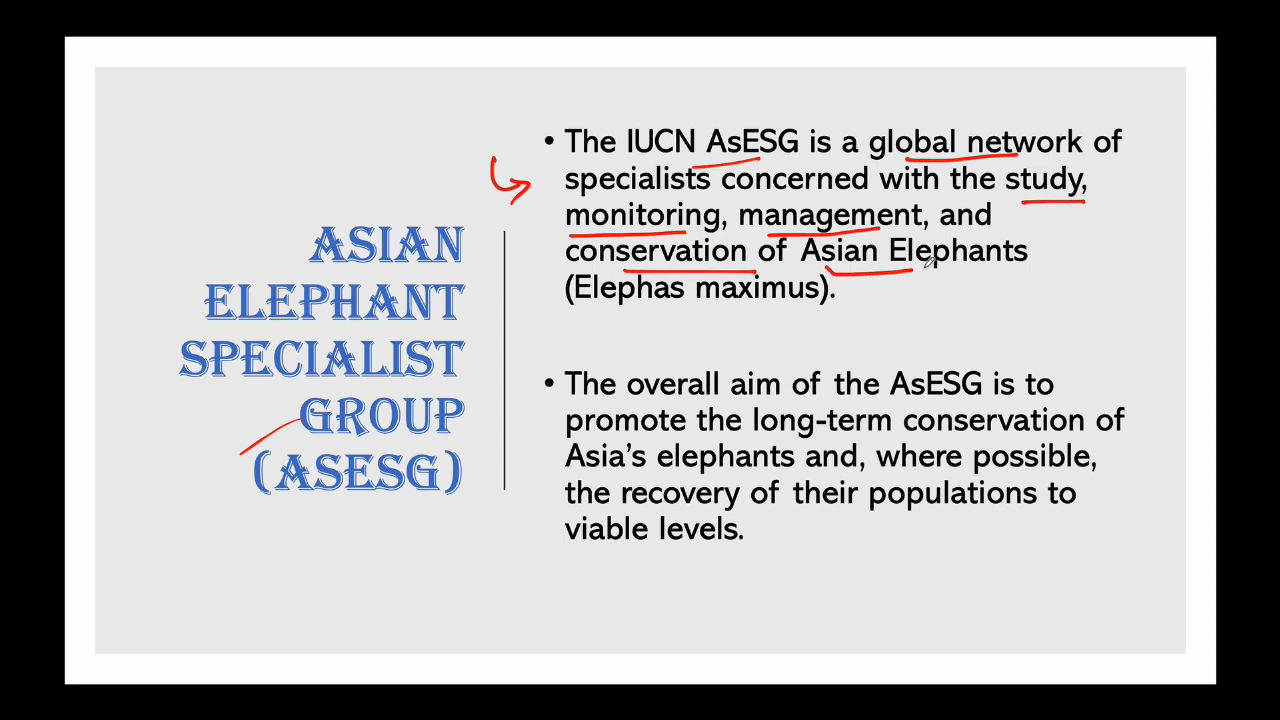 ASIAN
ELEPHANT
SPECIALIST
GROUP
(ASESG)
• The IUCN AsESG is a global network of
specialists concerned with the study,
monitoring, management, and
conservation of Asian Elephants
(Elephas maximus).
• The overall aim of the AsESG is to
promote the long-term conservation of
Asia’s elephants and, where possible,
the recovery of their populations to
viable levels.